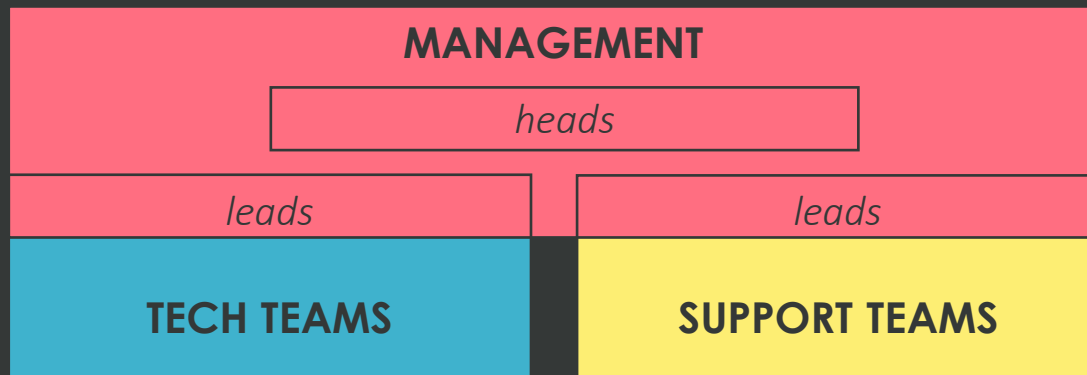 MANAGEMENT
heads
leads
leads
TECH TEAMS
SUPPORT TEAMS